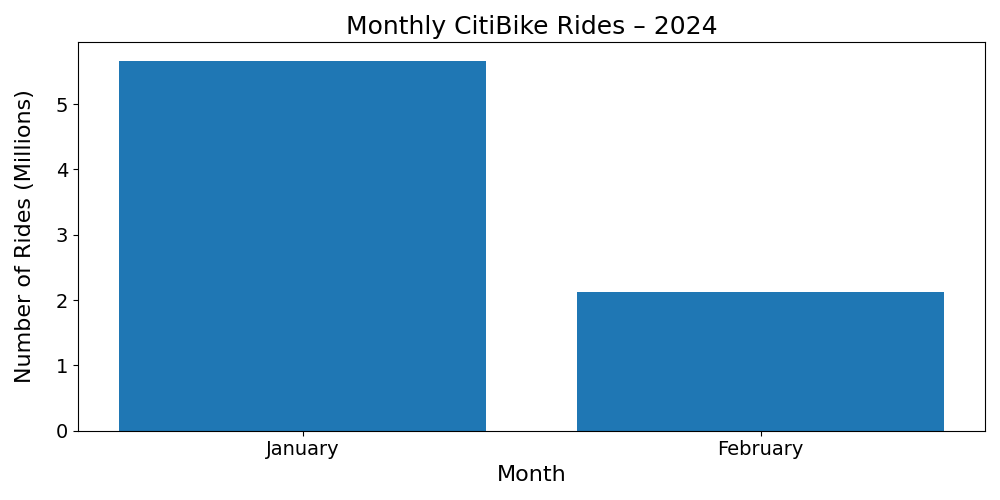 Monthly CitiBike Rides – 2024
Number of Rides (Millions)
5
4
3
2
1
0
January February
Month